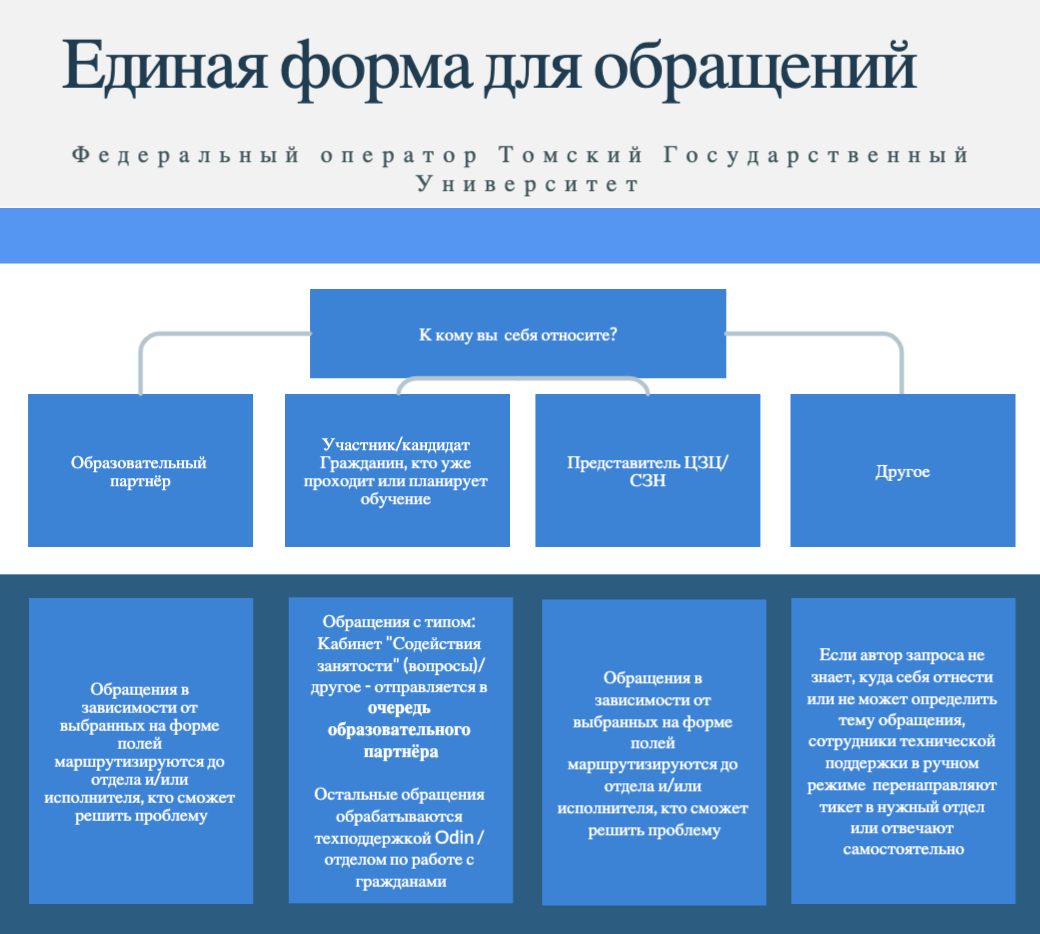 Единая форма для обращений
Федеральный оператор Томский Государственный
Университет
К кому вы себя относите?
Образовательный
партнёр
Участник/кандидат
Гражданин, кто уже
проходит или планирует
обучение
Представитель ЦЗЦ/
СЗН
Другое
Обращения в
зависимости от
выбранных на форме
полей
маршрутизируются до
отдела и/или
исполнителя, кто сможет
решить проблему
Обращения с типом:
Кабинет "Содействия
занятости" (вопросы)/
другое - отправляется в
очередь
образовательного
партнёра
Остальные обращения
обрабатываются
техподдержкой Odin /
отделом по работе с
гражданами
Обращения в
зависимости от
выбранных на форме
полей
маршрутизируются до
отдела и/или
исполнителя, кто сможет
решить проблему
Если автор запроса не
знает, куда себя отнести
или не может определить
тему обращения,
сотрудники технической
поддержки в ручном
режиме перенаправляют
тикет в нужный отдел
или отвечают
самостоятельно